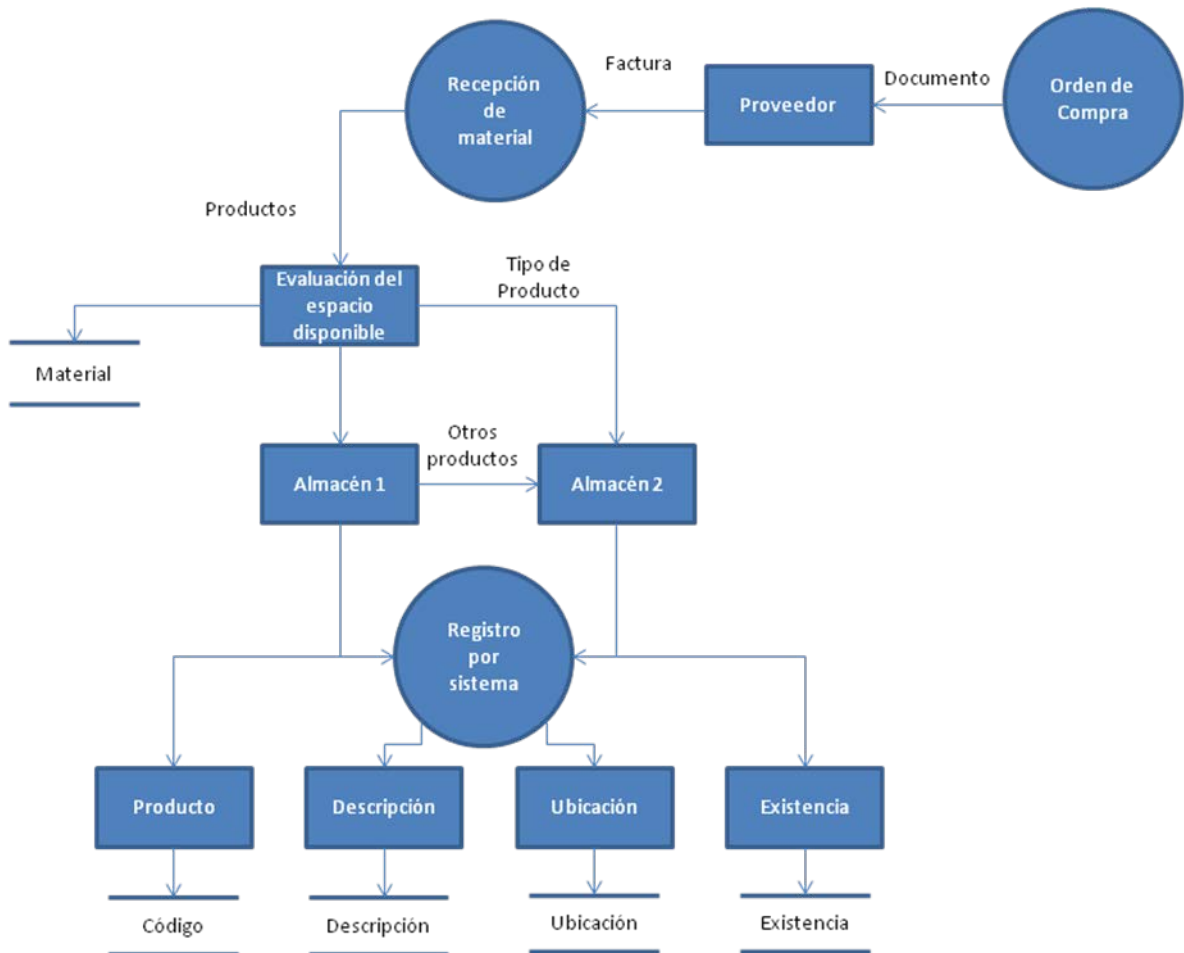 Recepción
de
material
Factura
Proveedor
Documento
Orden de
Compra
Productos
Evaluación del
espacio
disponible
Tipo de
Producto
Material
Almacén 1
Otros
productos
Almacén 2
Registro
por
sistema
Producto
Descripción
Ubicación
Existencia
Código
Descripción
Ubicación
Existencia